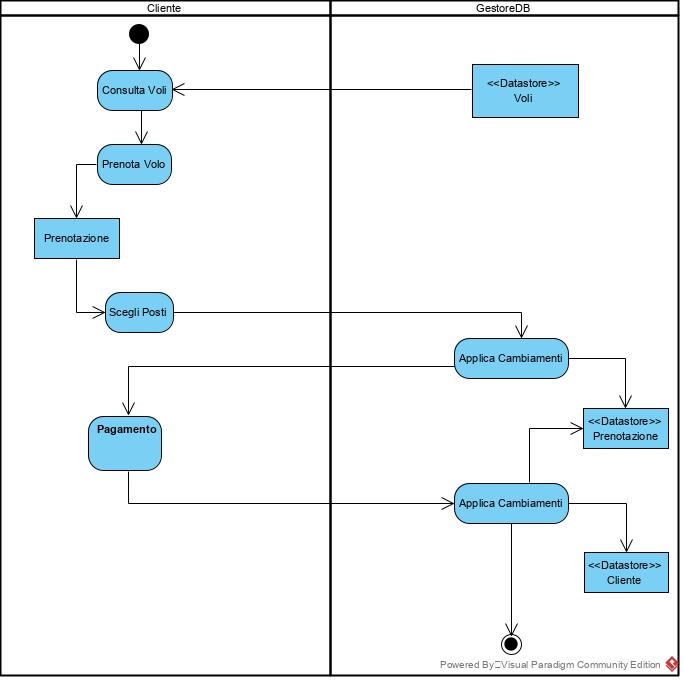 Cliente
GestoreDB
Consulta Voli
<<Datastore>>
Voli
Prenota Volo
Prenotazione
Scegli Posti
Applica Cambiamenti
<<Datastore>>
Prenotazione
Pagamento
Applica Cambiamenti
<<Datastore>>
Cliente
Powered By Visual Paradigm Community Edition